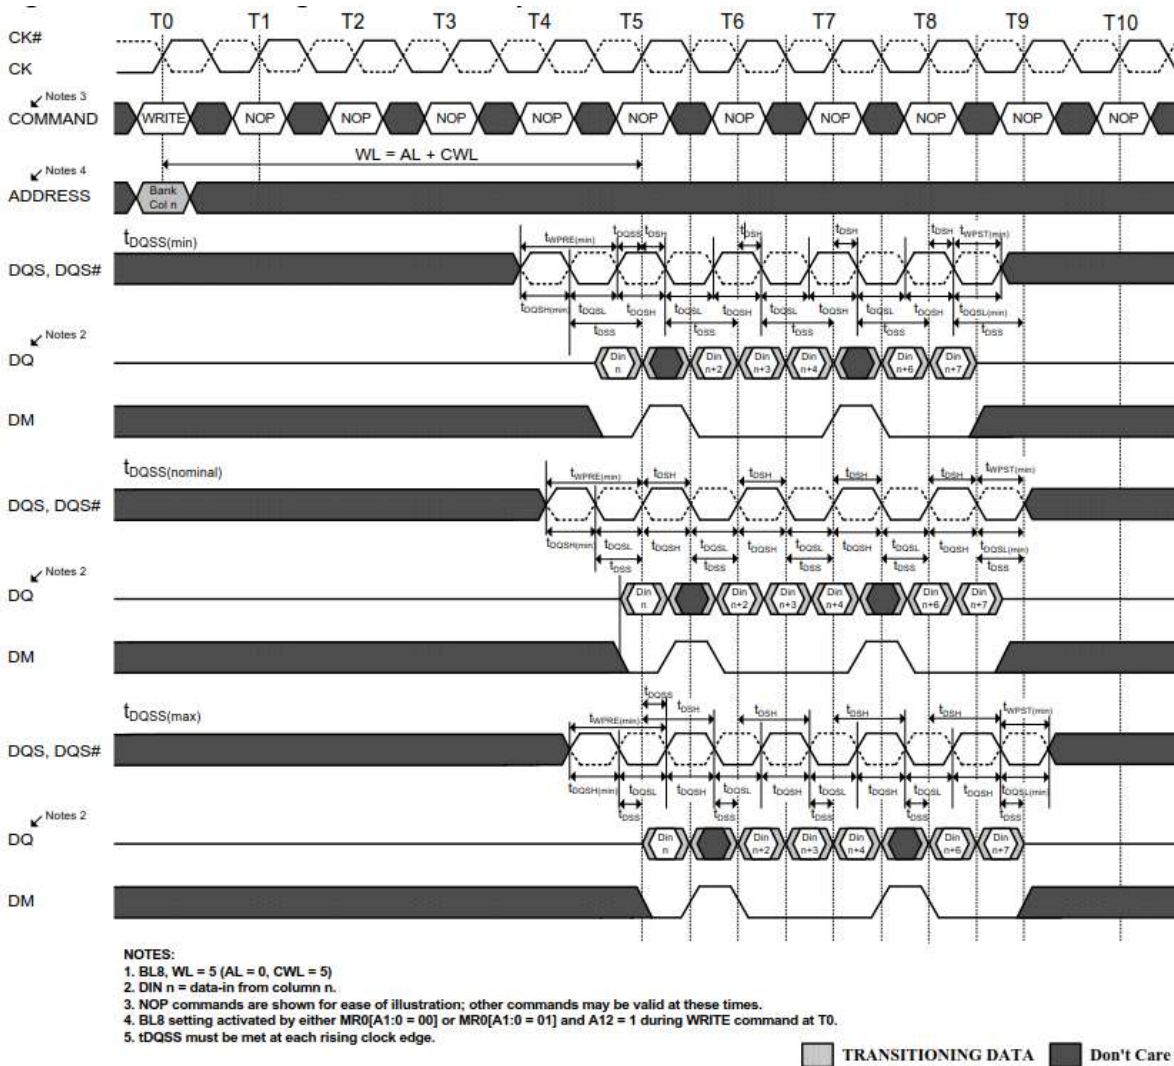 T0 T1 T2 T3 T4 T5 T6 T7 T8 T9 T10
CK#
CK
Notes 3
COMMAND WRITE NOP NOP NOP NOP NOP NOP NOP NOP NOP NOP
WL = AL + CWL
Notes 4
ADDRESS
Bank
Col n
tDQSS(min)
tWPRE(min) tDQSS tDSH tDSH tDSH tDSH tWPST(min)
DQS, DQS#
tDQSH(min) tDQSL tDQSH tDQSL tDQSH tDQSL tDQSH tDQSL tDQSH tDQSL(min)
tDSS tDSS tDSS tDSS tDSS
Notes 2
DQ
Din n Din n+2 Din n+3 Din n+4 Din n+6 Din n+7
DM
tDQSS(nominal)
tWPRE(min) tDSH tDSH tDSH tDSH tWPST(min)
DQS, DQS#
tDQSH(min) tDQSL tDQSH tDQSL tDQSH tDQSL tDQSH tDQSL tDQSH tDQSL(min)
tDSS tDSS tDSS tDSS tDSS
Notes 2
DQ
Din n Din n+2 Din n+3 Din n+4 Din n+6 Din n+7
DM
tDQSS
tDQSS(max)
tWPRE(min) tDSH tDSH tDSH tDSH tWPST(min)
DQS, DQS#
tDQSH(min) tDQSL tDQSH tDQSL tDQSH tDQSL tDQSH tDQSL tDQSH tDQSL(min)
tDSS tDSS tDSS tDSS tDSS
Notes 2
DQ
Din n Din n+2 Din n+3 Din n+4 Din n+6 Din n+7
DM
NOTES:
1. BL8, WL = 5 (AL = 0, CWL = 5)
2. DIN n = data-in from column n.
3. NOP commands are shown for ease of illustration; other commands may be valid at these times.
4. BL8 setting activated by either MR0[A1:0 = 00] or MR0[A1:0 = 01] and A12 = 1 during WRITE command at T0.
5. tDQSS must be met at each rising clock edge.
TRANSITIONING DATA Don't Care